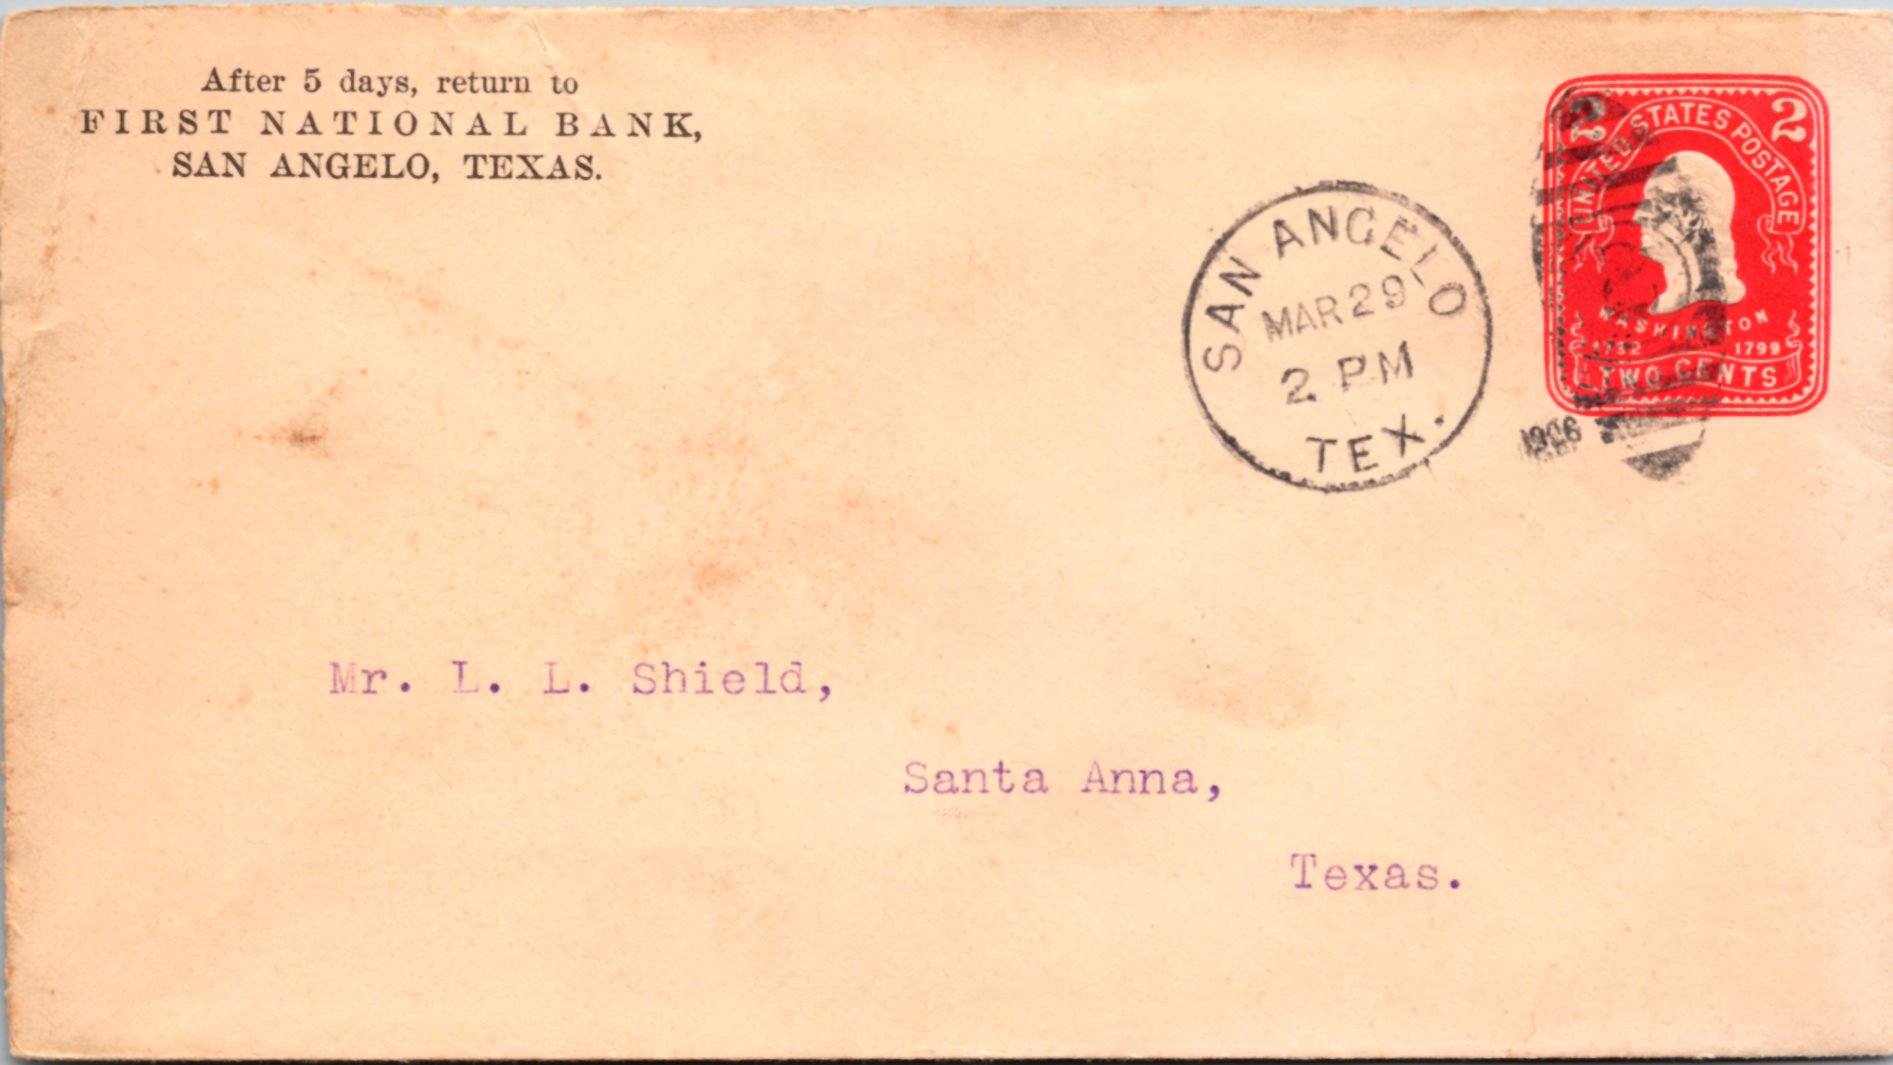 After 5 days, return to
FIRST NATIONAL BANK,
SAN ANGELO, TEXAS.
SAN ANGELO
MAR 29
2 PM
TEX.
1906
2 2
UNITED STATES POSTAGE
WASHINGTON
1732 1799
TWO CENTS
Mr. L. L. Shield,
Santa Anna,
Texas.